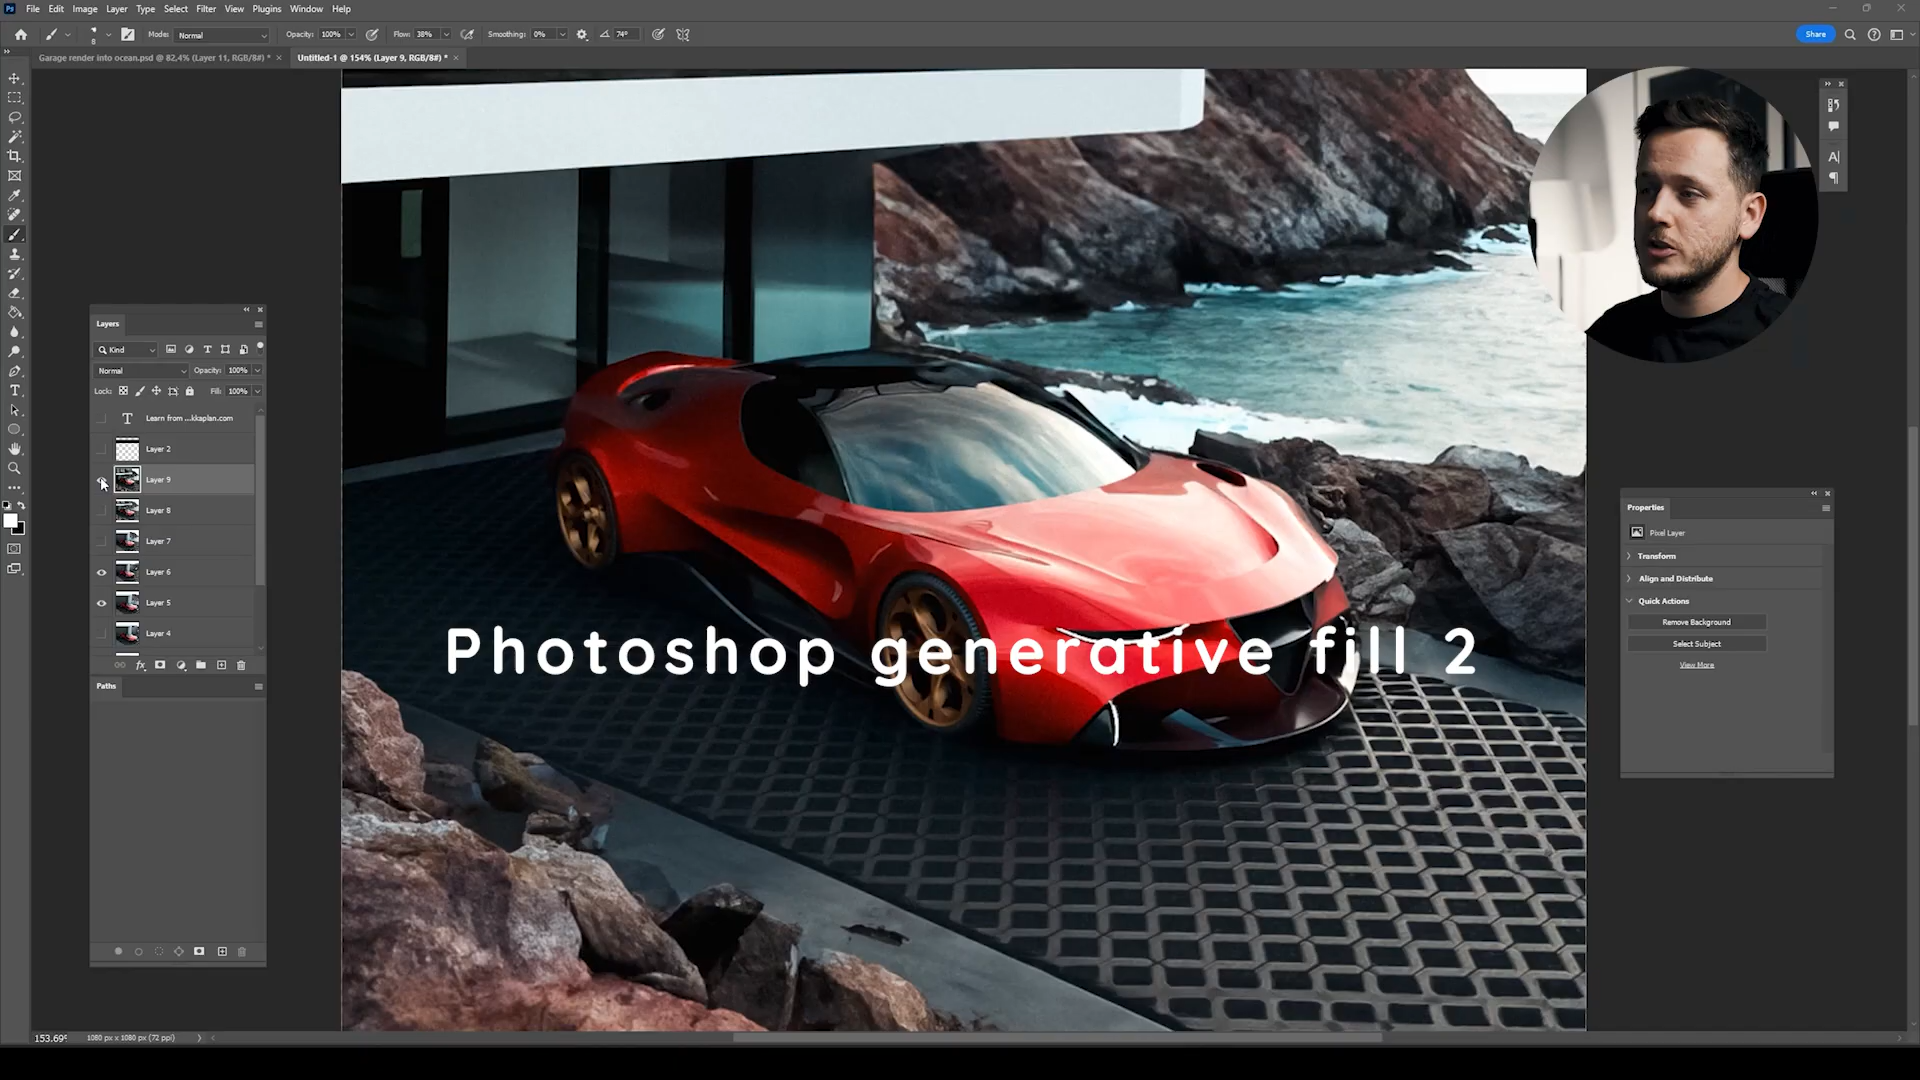 Ps File Edit Image Layer Type Select Filter View Plugins Window Help
8 Mode: Normal Opacity: 100% Flow: 38% Smoothing: 0% 74° Share
Garage render into ocean.psd @ 82.4% (Layer 11, RGB/8#) * × Untitled-1 @ 154% (Layer 9, RGB/8#) * ×
Layers
Kind
Normal Opacity: 100%
Lock: Fill: 100%
Learn from ...kkaplan.com
Layer 2
Layer 9
Layer 8
Layer 7
Layer 6
Layer 5
Layer 4
fx
Paths
Photoshop generative fill 2
Properties
Pixel Layer
Transform
Align and Distribute
Quick Actions
Remove Background
Select Subject
View More
153.69% 1080 px x 1080 px (72 ppi)